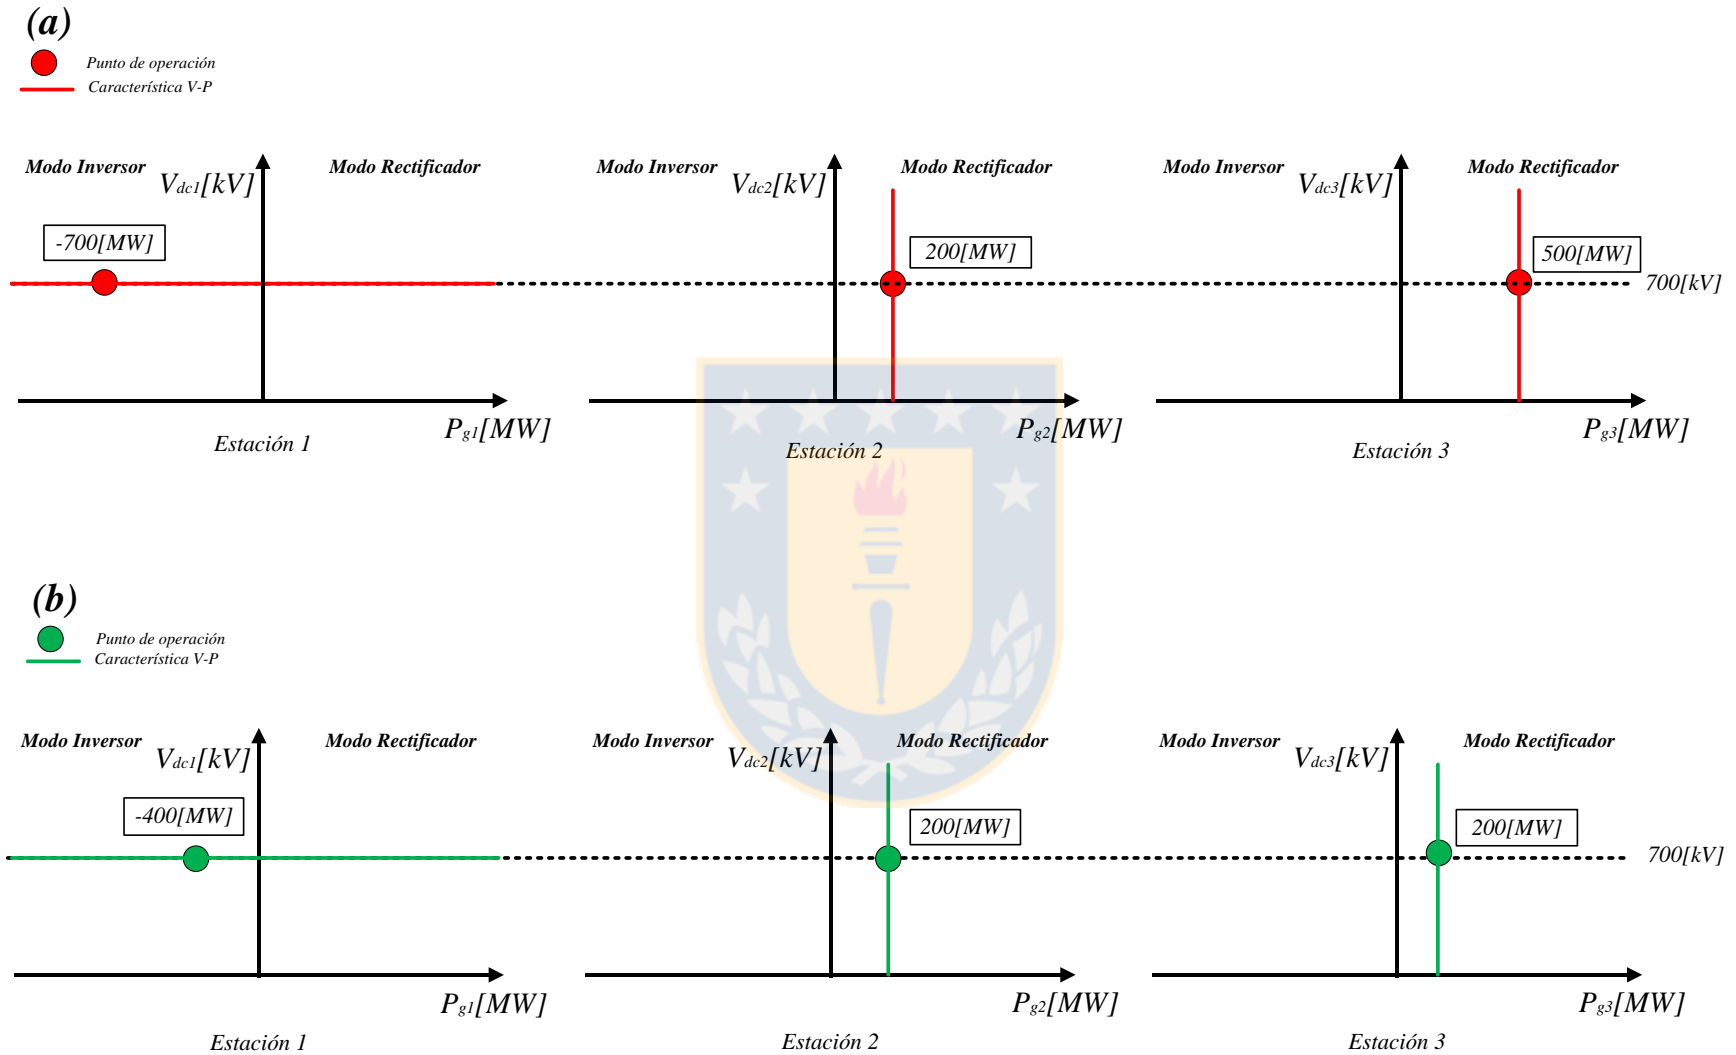 (a)
Punto de operación
Característica V-P
Modo Inversor
Modo Rectificador
Modo Inversor
Modo Rectificador
Modo Inversor
Modo Rectificador
Vdc1[kV]
Vdc2[kV]
Vdc3[kV]
-700[MW]
200[MW]
500[MW]
700[kV]
Pg1[MW]
Pg2[MW]
Pg3[MW]
Estación 1
Estación 2
Estación 3
(b)
Punto de operación
Característica V-P
Modo Inversor
Modo Rectificador
Modo Inversor
Modo Rectificador
Modo Inversor
Modo Rectificador
Vdc1[kV]
Vdc2[kV]
Vdc3[kV]
-400[MW]
200[MW]
200[MW]
700[kV]
Pg1[MW]
Pg2[MW]
Pg3[MW]
Estación 1
Estación 2
Estación 3